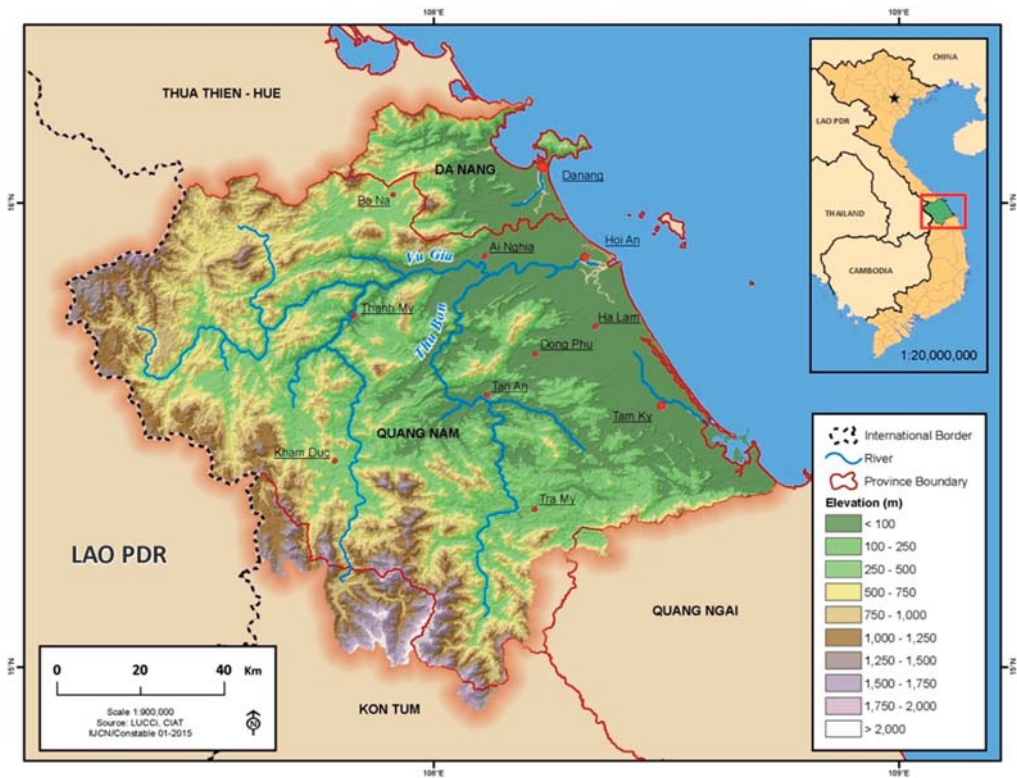 108°E
109°E
THUA THIEN - HUE
CHINA
LAO PDR
THAILAND
CAMBODIA
1:20,000,000
16°N
16°N
DA NANG
Danang
Ba Na
Ai Nghia
Hoi An
Vu Gia
Thanh My
Thu Bon
Ha Lam
Dong Phu
Tan An
Tam Ky
QUANG NAM
Kham Duc
Tra My
LAO PDR
QUANG NGAI
KON TUM
International Border
River
Province Boundary
Elevation (m)
< 100
100 - 250
250 - 500
500 - 750
750 - 1,000
1,000 - 1,250
1,250 - 1,500
1,500 - 1,750
1,750 - 2,000
> 2,000
0 20 40 Km
Scale 1:900,000
Source: LUCCi, CIAT
IUCN/Constable 01-2015
N
15°N
15°N
108°E
109°E